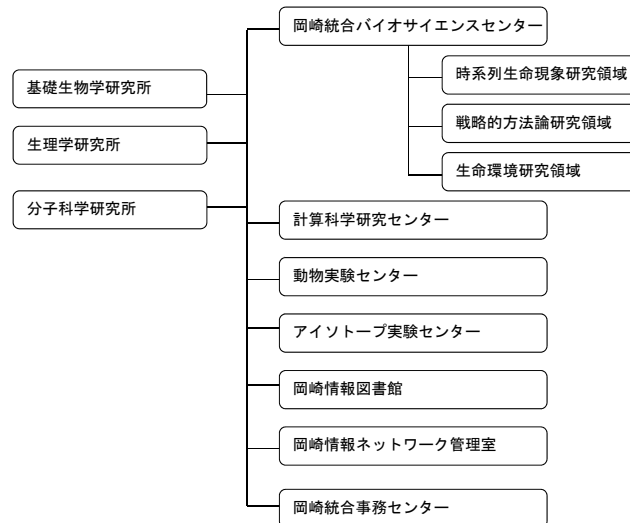 岡崎統合バイオサイエンスセンター
時系列生命現象研究領域
戦略的方法論研究領域
生命環境研究領域
基礎生物学研究所
生理学研究所
分子科学研究所
計算科学研究センター
動物実験センター
アイソトープ実験センター
岡崎情報図書館
岡崎情報ネットワーク管理室
岡崎統合事務センター